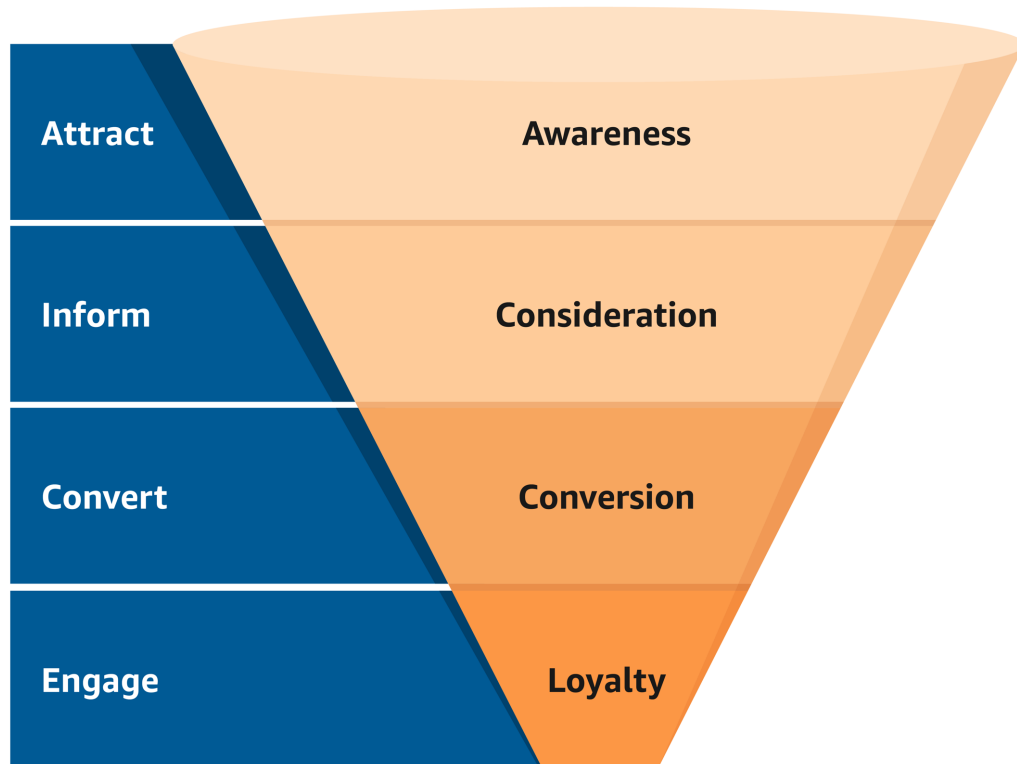 Attract
Awareness
Inform
Consideration
Convert
Conversion
Engage
Loyalty